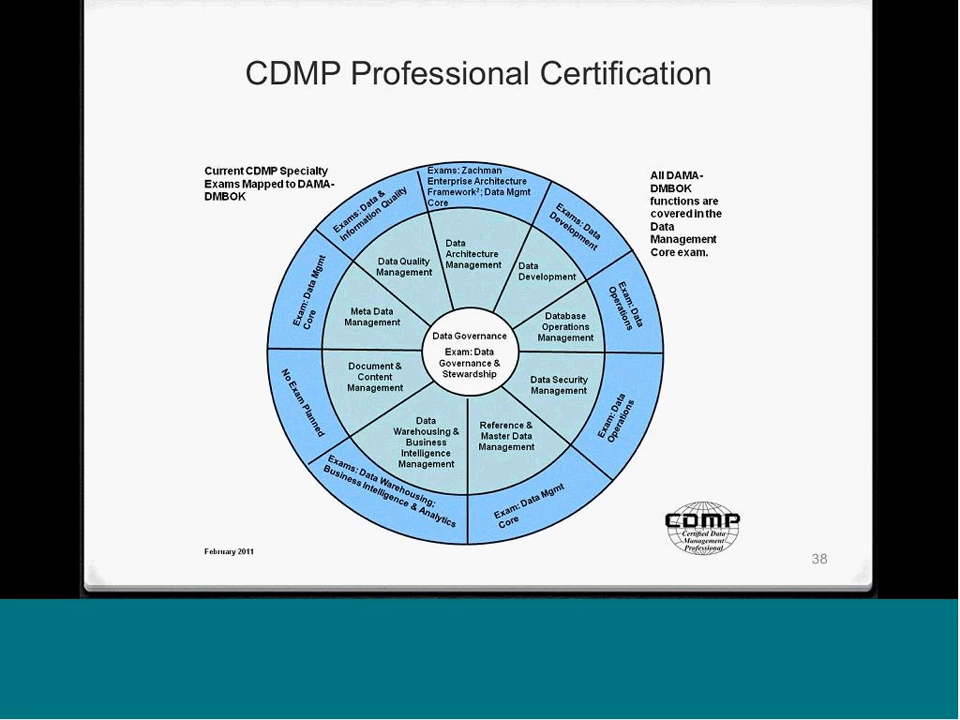 CDMP Professional Certification
Current CDMP Specialty
Exams Mapped to DAMA-
DMBOK
All DAMA-
DMBOK
functions are
covered in the
Data
Management
Core exam.
Exams: Zachman
Enterprise Architecture
Framework²; Data Mgmt
Core
Exams: Data
Development
Exam: Data
Operations
Exam: Data
Operations
Exam: Data Mgmt
Core
Exams: Data Warehousing;
Business Intelligence & Analytics
No Exam Planned
Exam: Data Mgmt
Core
Exams: Data &
Information Quality
Data
Architecture
Management
Data
Development
Database
Operations
Management
Data Security
Management
Reference &
Master Data
Management
Data
Warehousing &
Business
Intelligence
Management
Document &
Content
Management
Meta Data
Management
Data Quality
Management
Data Governance
Exam: Data
Governance &
Stewardship
CDMP
Certified Data
Management
Professional
February 2011
38